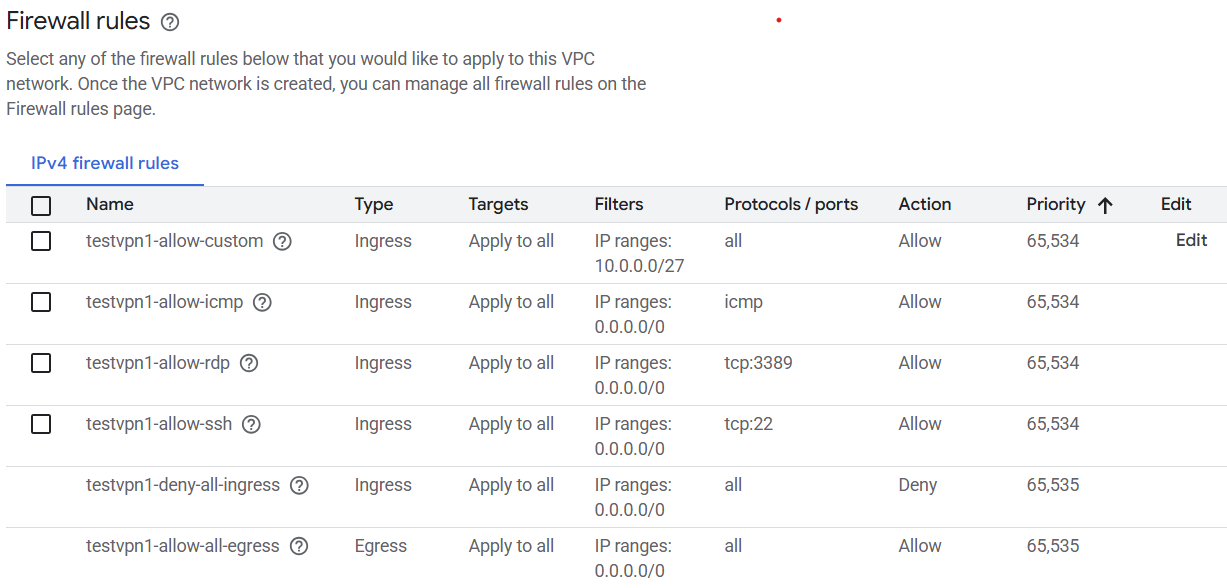 Firewall rules
Select any of the firewall rules below that you would like to apply to this VPC
network. Once the VPC network is created, you can manage all firewall rules on the
Firewall rules page.
IPv4 firewall rules
Name Type Targets Filters Protocols / ports Action Priority Edit
testvpn1-allow-custom Ingress Apply to all IP ranges: all Allow 65,534 Edit
10.0.0.0/27
testvpn1-allow-icmp Ingress Apply to all IP ranges: icmp Allow 65,534
0.0.0.0/0
testvpn1-allow-rdp Ingress Apply to all IP ranges: tcp:3389 Allow 65,534
0.0.0.0/0
testvpn1-allow-ssh Ingress Apply to all IP ranges: tcp:22 Allow 65,534
0.0.0.0/0
testvpn1-deny-all-ingress Ingress Apply to all IP ranges: all Deny 65,535
0.0.0.0/0
testvpn1-allow-all-egress Egress Apply to all IP ranges: all Allow 65,535
0.0.0.0/0